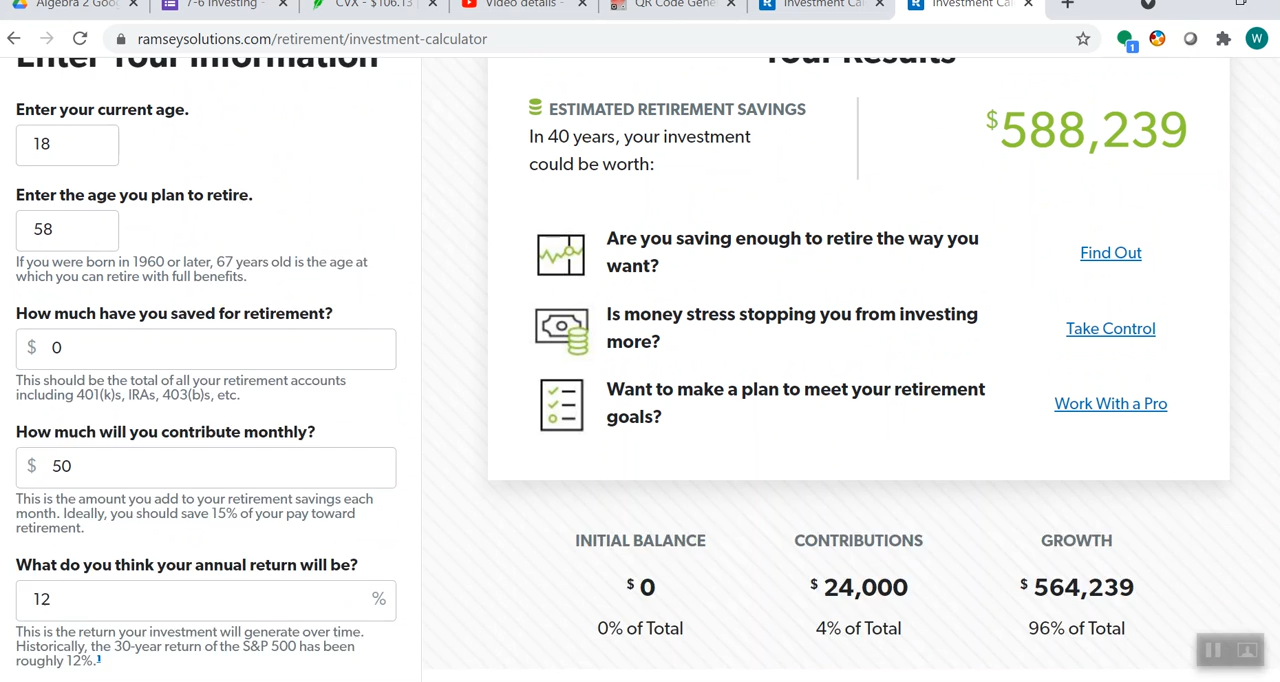 Algebra 2 Goo
7-6 Investing -
CVX - $106.13
Video details -
QR Code Gene
Investment Ca
Investment Ca
ramseysolutions.com/retirement/investment-calculator
1
W
Enter Your Information
Enter your current age.
18
Enter the age you plan to retire.
58
If you were born in 1960 or later, 67 years old is the age at
which you can retire with full benefits.
How much have you saved for retirement?
$ 0
This should be the total of all your retirement accounts
including 401(k)s, IRAs, 403(b)s, etc.
How much will you contribute monthly?
$ 50
This is the amount you add to your retirement savings each
month. Ideally, you should save 15% of your pay toward
retirement.
What do you think your annual return will be?
12 %
This is the return your investment will generate over time.
Historically, the 30-year return of the S&P 500 has been
roughly 12%.1
Your Results
ESTIMATED RETIREMENT SAVINGS
In 40 years, your investment
could be worth:
$588,239
Are you saving enough to retire the way you
want?
Find Out
Is money stress stopping you from investing
more?
Take Control
Want to make a plan to meet your retirement
goals?
Work With a Pro
INITIAL BALANCE
$ 0
0% of Total
CONTRIBUTIONS
$ 24,000
4% of Total
GROWTH
$ 564,239
96% of Total